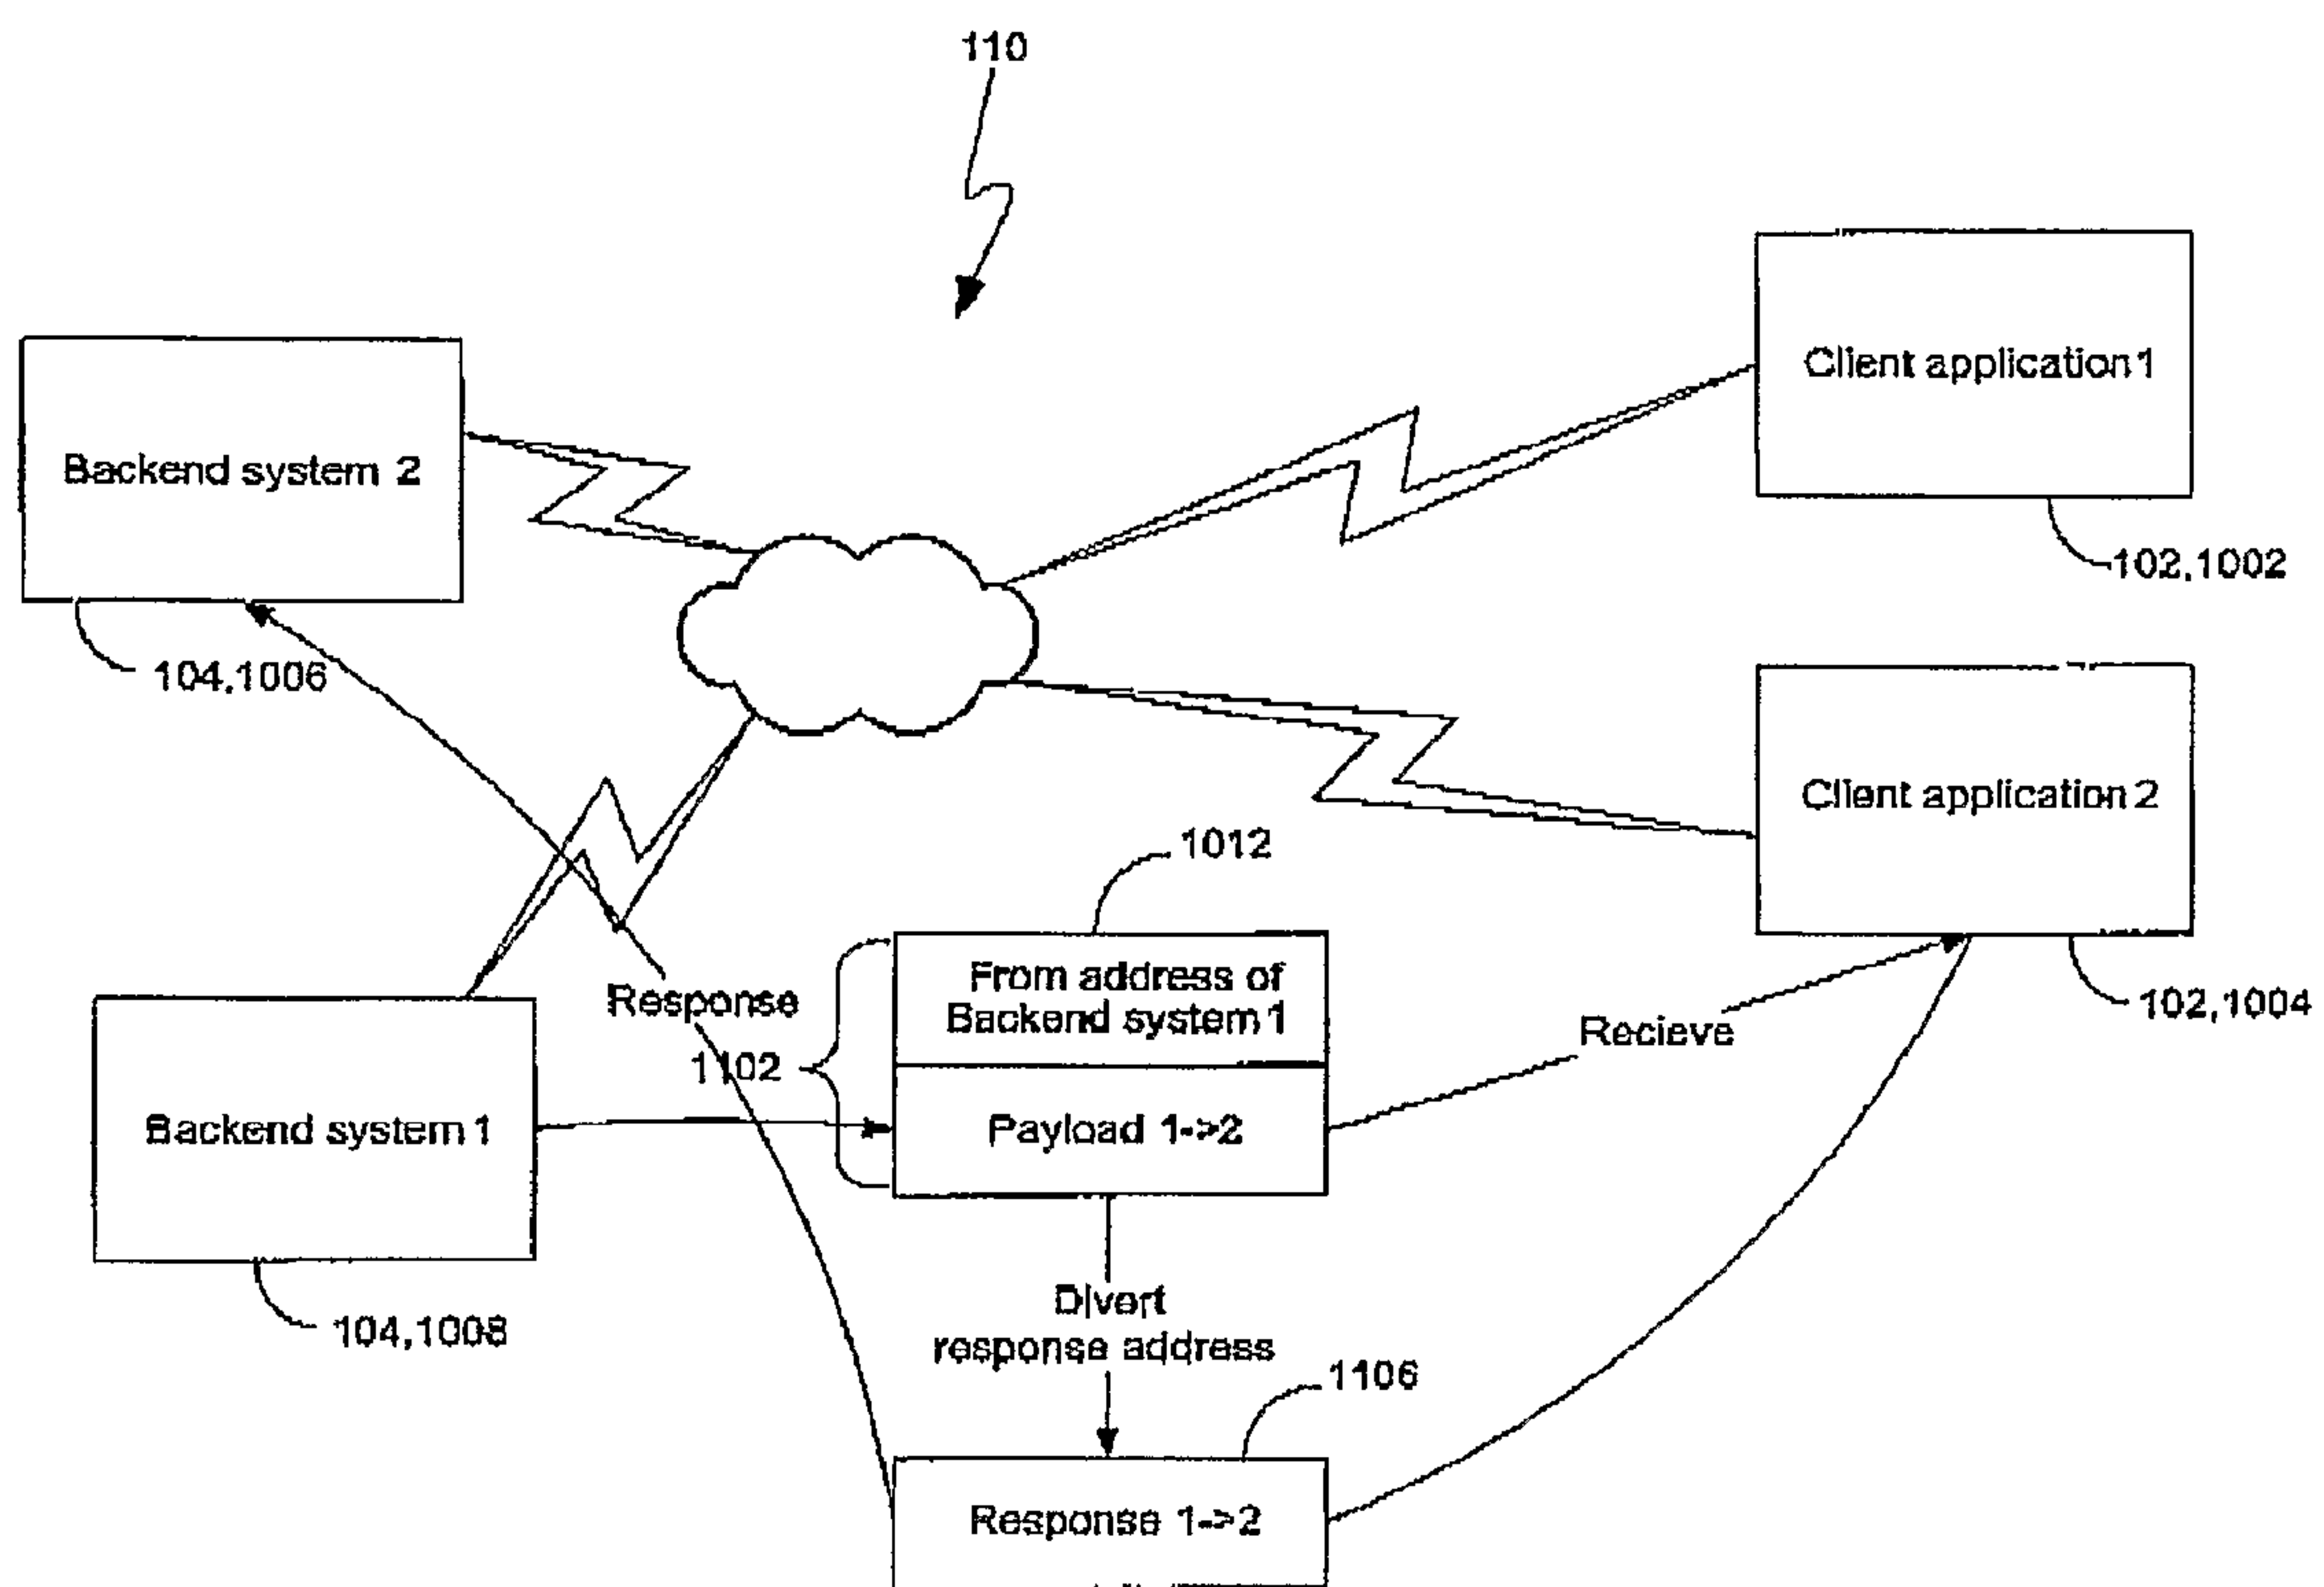 110
Client application 1
Backend system 2
102,1002
104,1006
Client application 2
1012
From address of
Backend system 1
Response
102,1004
Recieve
1102
Backend system 1
Payload 1->2
Divert
response address
104,1008
1106
Response 1->2